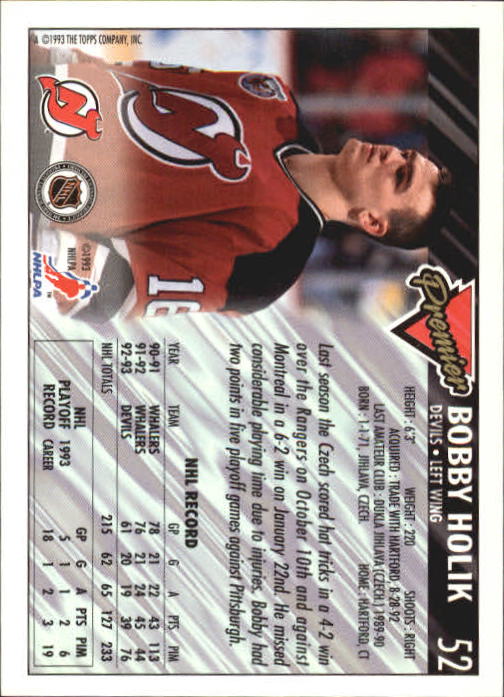 Premier
BOBBY HOLIK 52
DEVILS • LEFT WING
HEIGHT: 6'3" WEIGHT: 220 SHOOTS: RIGHT
ACQUIRED: TRADE WITH HARTFORD, 8-28-92
LAST AMATEUR CLUB: DUKLA JIHLAVA (CZECH.) 1989-90
BORN: 1-1-71, JIHLAVA, CZECH. HOME: HARTFORD, CT
Last season the Czech scored hat tricks in a 4-2 win
over the Rangers on October 10th and against
Montreal in a 6-2 win on January 22nd. He missed
considerable playing time due to injuries. Bobby had
two points in five playoff games against Pittsburgh.
NHL RECORD
YEAR TEAM GP G A PTS PIM
90-91 WHALERS 78 21 22 43 113
91-92 WHALERS 76 21 24 45 44
92-93 DEVILS 61 20 19 39 76
NHL TOTALS 215 62 65 127 233
NHL GP G A PTS PIM
PLAYOFF 1993 5 1 1 2 6
RECORD CAREER 18 1 2 3 19
16
©1993
NHLPA
NHLPA
TM
NHL
A ©1993 THE TOPPS COMPANY, INC.